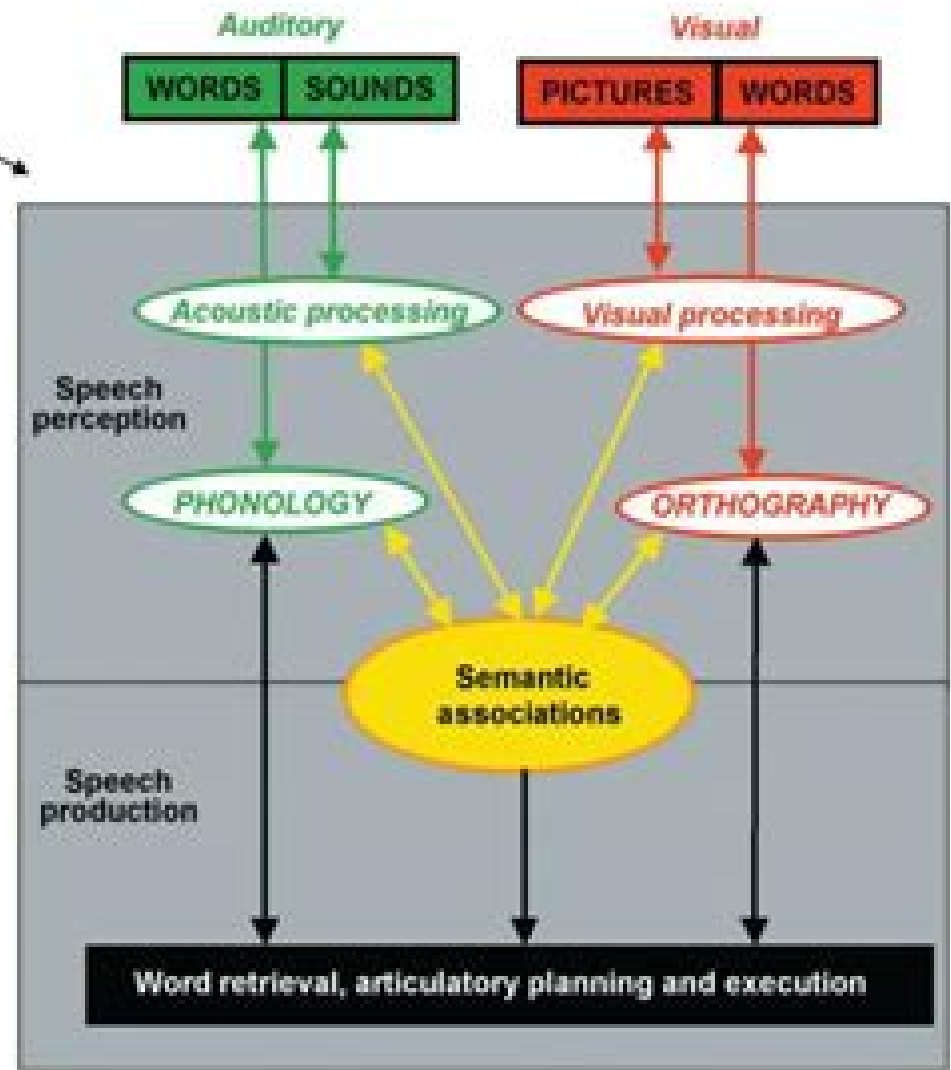 Auditory
Visual
WORDS SOUNDS
PICTURES WORDS
Acoustic processing
Visual processing
Speech
perception
PHONOLOGY
ORTHOGRAPHY
Semantic
associations
Speech
production
Word retrieval, articulatory planning and execution